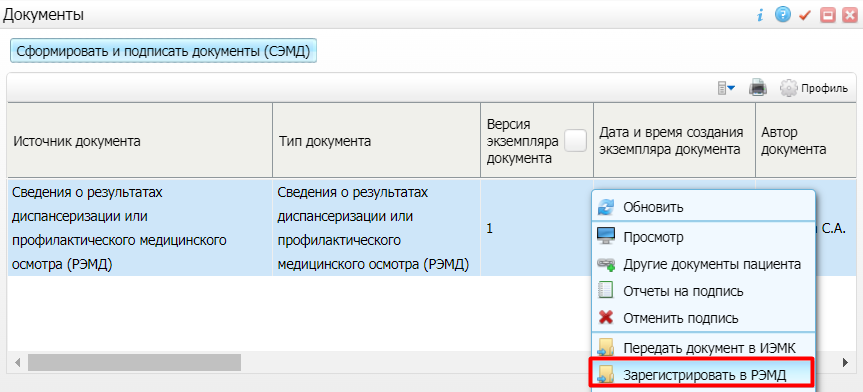 Документы
Сформировать и подписать документы (СЭМД)
Профиль
Источник документа
Тип документа
Версия
экземпляра
документа
Дата и время создания
экземпляра документа
Автор
документа
Сведения о результатах
диспансеризации или
профилактического медицинского
осмотра (РЭМД)
Сведения о результатах
диспансеризации или
профилактического
медицинского осмотра (РЭМД)
1
С.А.
Обновить
Просмотр
Другие документы пациента
Отчеты на подпись
Отменить подпись
Передать документ в ИЭМК
Зарегистрировать в РЭМД